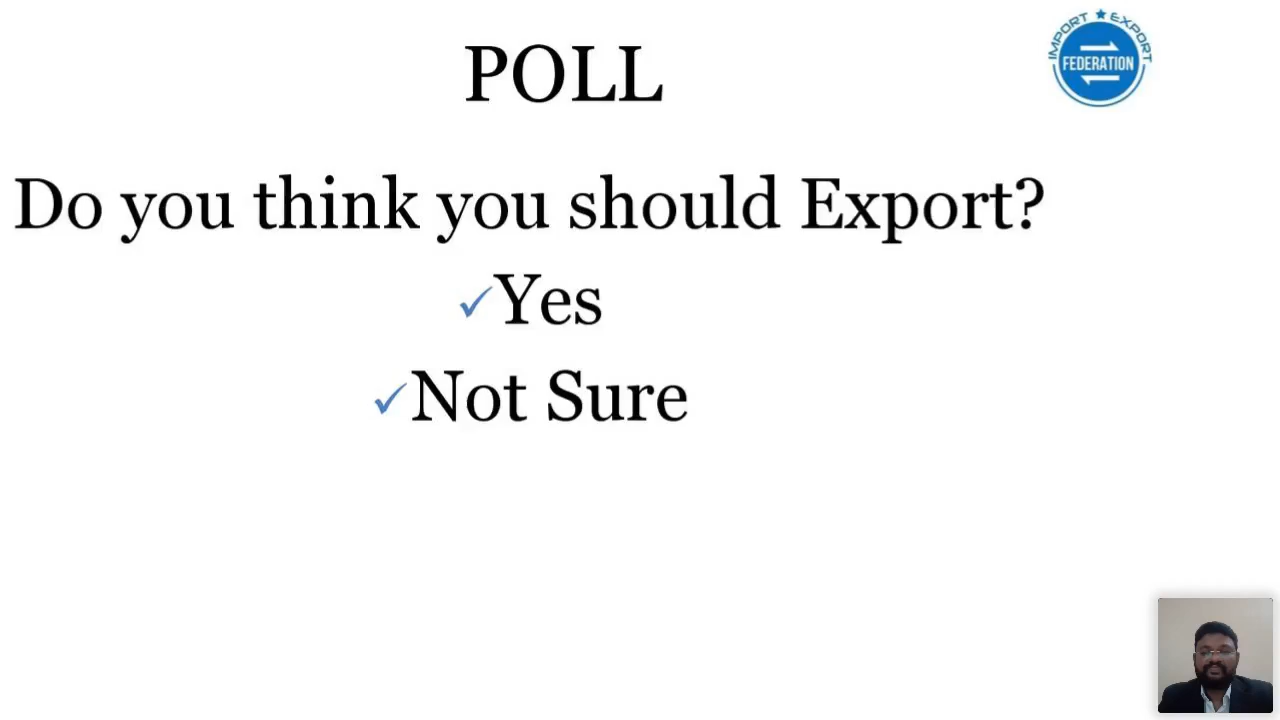 POLL
IMPORT ★ EXPORT
FEDERATION
Do you think you should Export?
✓Yes
✓Not Sure